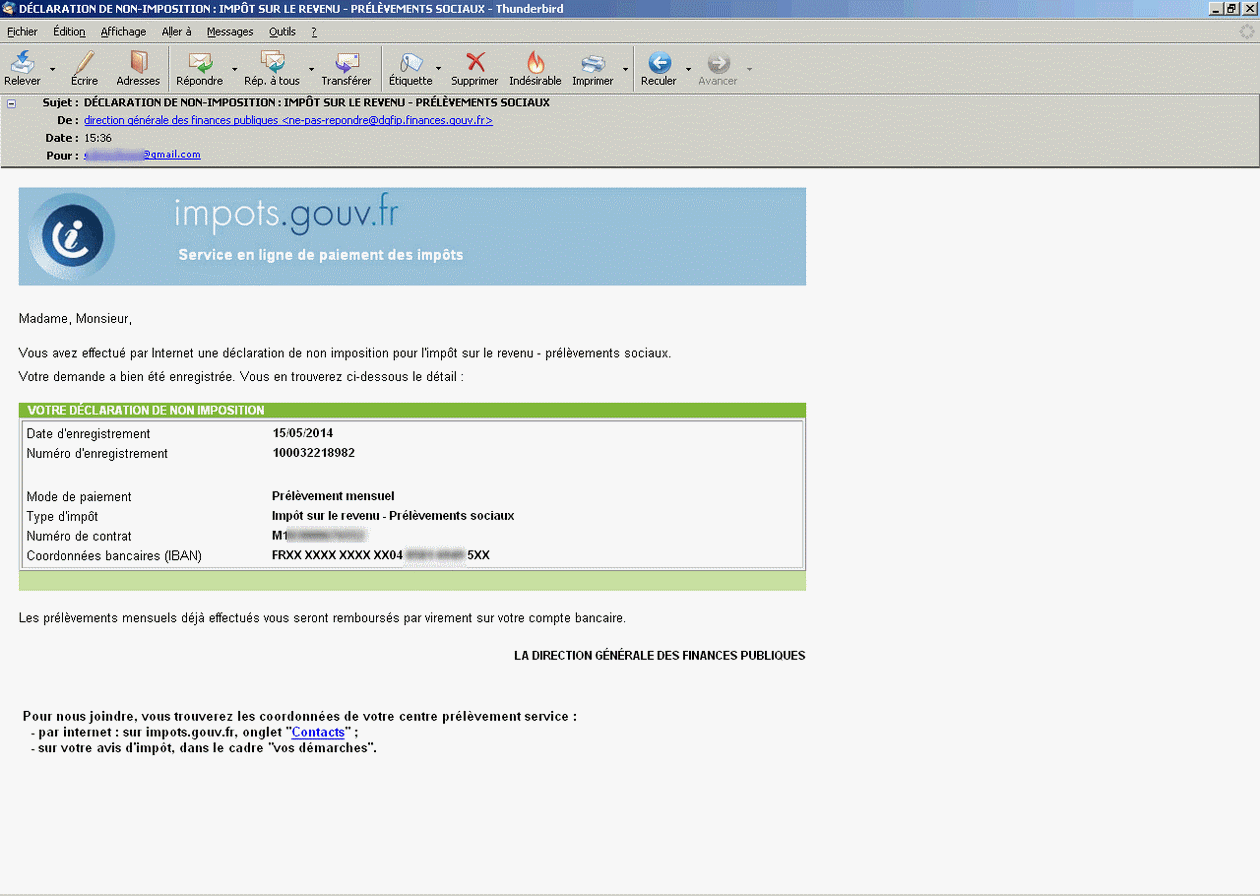 DÉCLARATION DE NON-IMPOSITION : IMPÔT SUR LE REVENU - PRÉLÈVEMENTS SOCIAUX - Thunderbird
Fichier Édition Affichage Aller à Messages Outils ?
Relever Écrire Adresses Répondre Rép. à tous Transférer Étiquette Supprimer Indésirable Imprimer Reculer Avancer
Sujet : DÉCLARATION DE NON-IMPOSITION : IMPÔT SUR LE REVENU - PRÉLÈVEMENTS SOCIAUX
De : direction générale des finances publiques <ne-pas-repondre@dgfip.finances.gouv.fr>
Date : 15:36
Pour : @gmail.com
impots.gouv.fr
Service en ligne de paiement des impôts
Madame, Monsieur,
Vous avez effectué par Internet une déclaration de non imposition pour l'impôt sur le revenu - prélèvements sociaux.
Votre demande a bien été enregistrée. Vous en trouverez ci-dessous le détail :
VOTRE DÉCLARATION DE NON IMPOSITION
Date d'enregistrement 15/05/2014
Numéro d'enregistrement 100032218982
Mode de paiement Prélèvement mensuel
Type d'impôt Impôt sur le revenu - Prélèvements sociaux
Numéro de contrat M1
Coordonnées bancaires (IBAN) FRXX XXXX XXXX XX04 5XX
Les prélèvements mensuels déjà effectués vous seront remboursés par virement sur votre compte bancaire.
LA DIRECTION GÉNÉRALE DES FINANCES PUBLIQUES
Pour nous joindre, vous trouverez les coordonnées de votre centre prélèvement service :
- par internet : sur impots.gouv.fr, onglet "Contacts" ;
- sur votre avis d'impôt, dans le cadre "vos démarches".